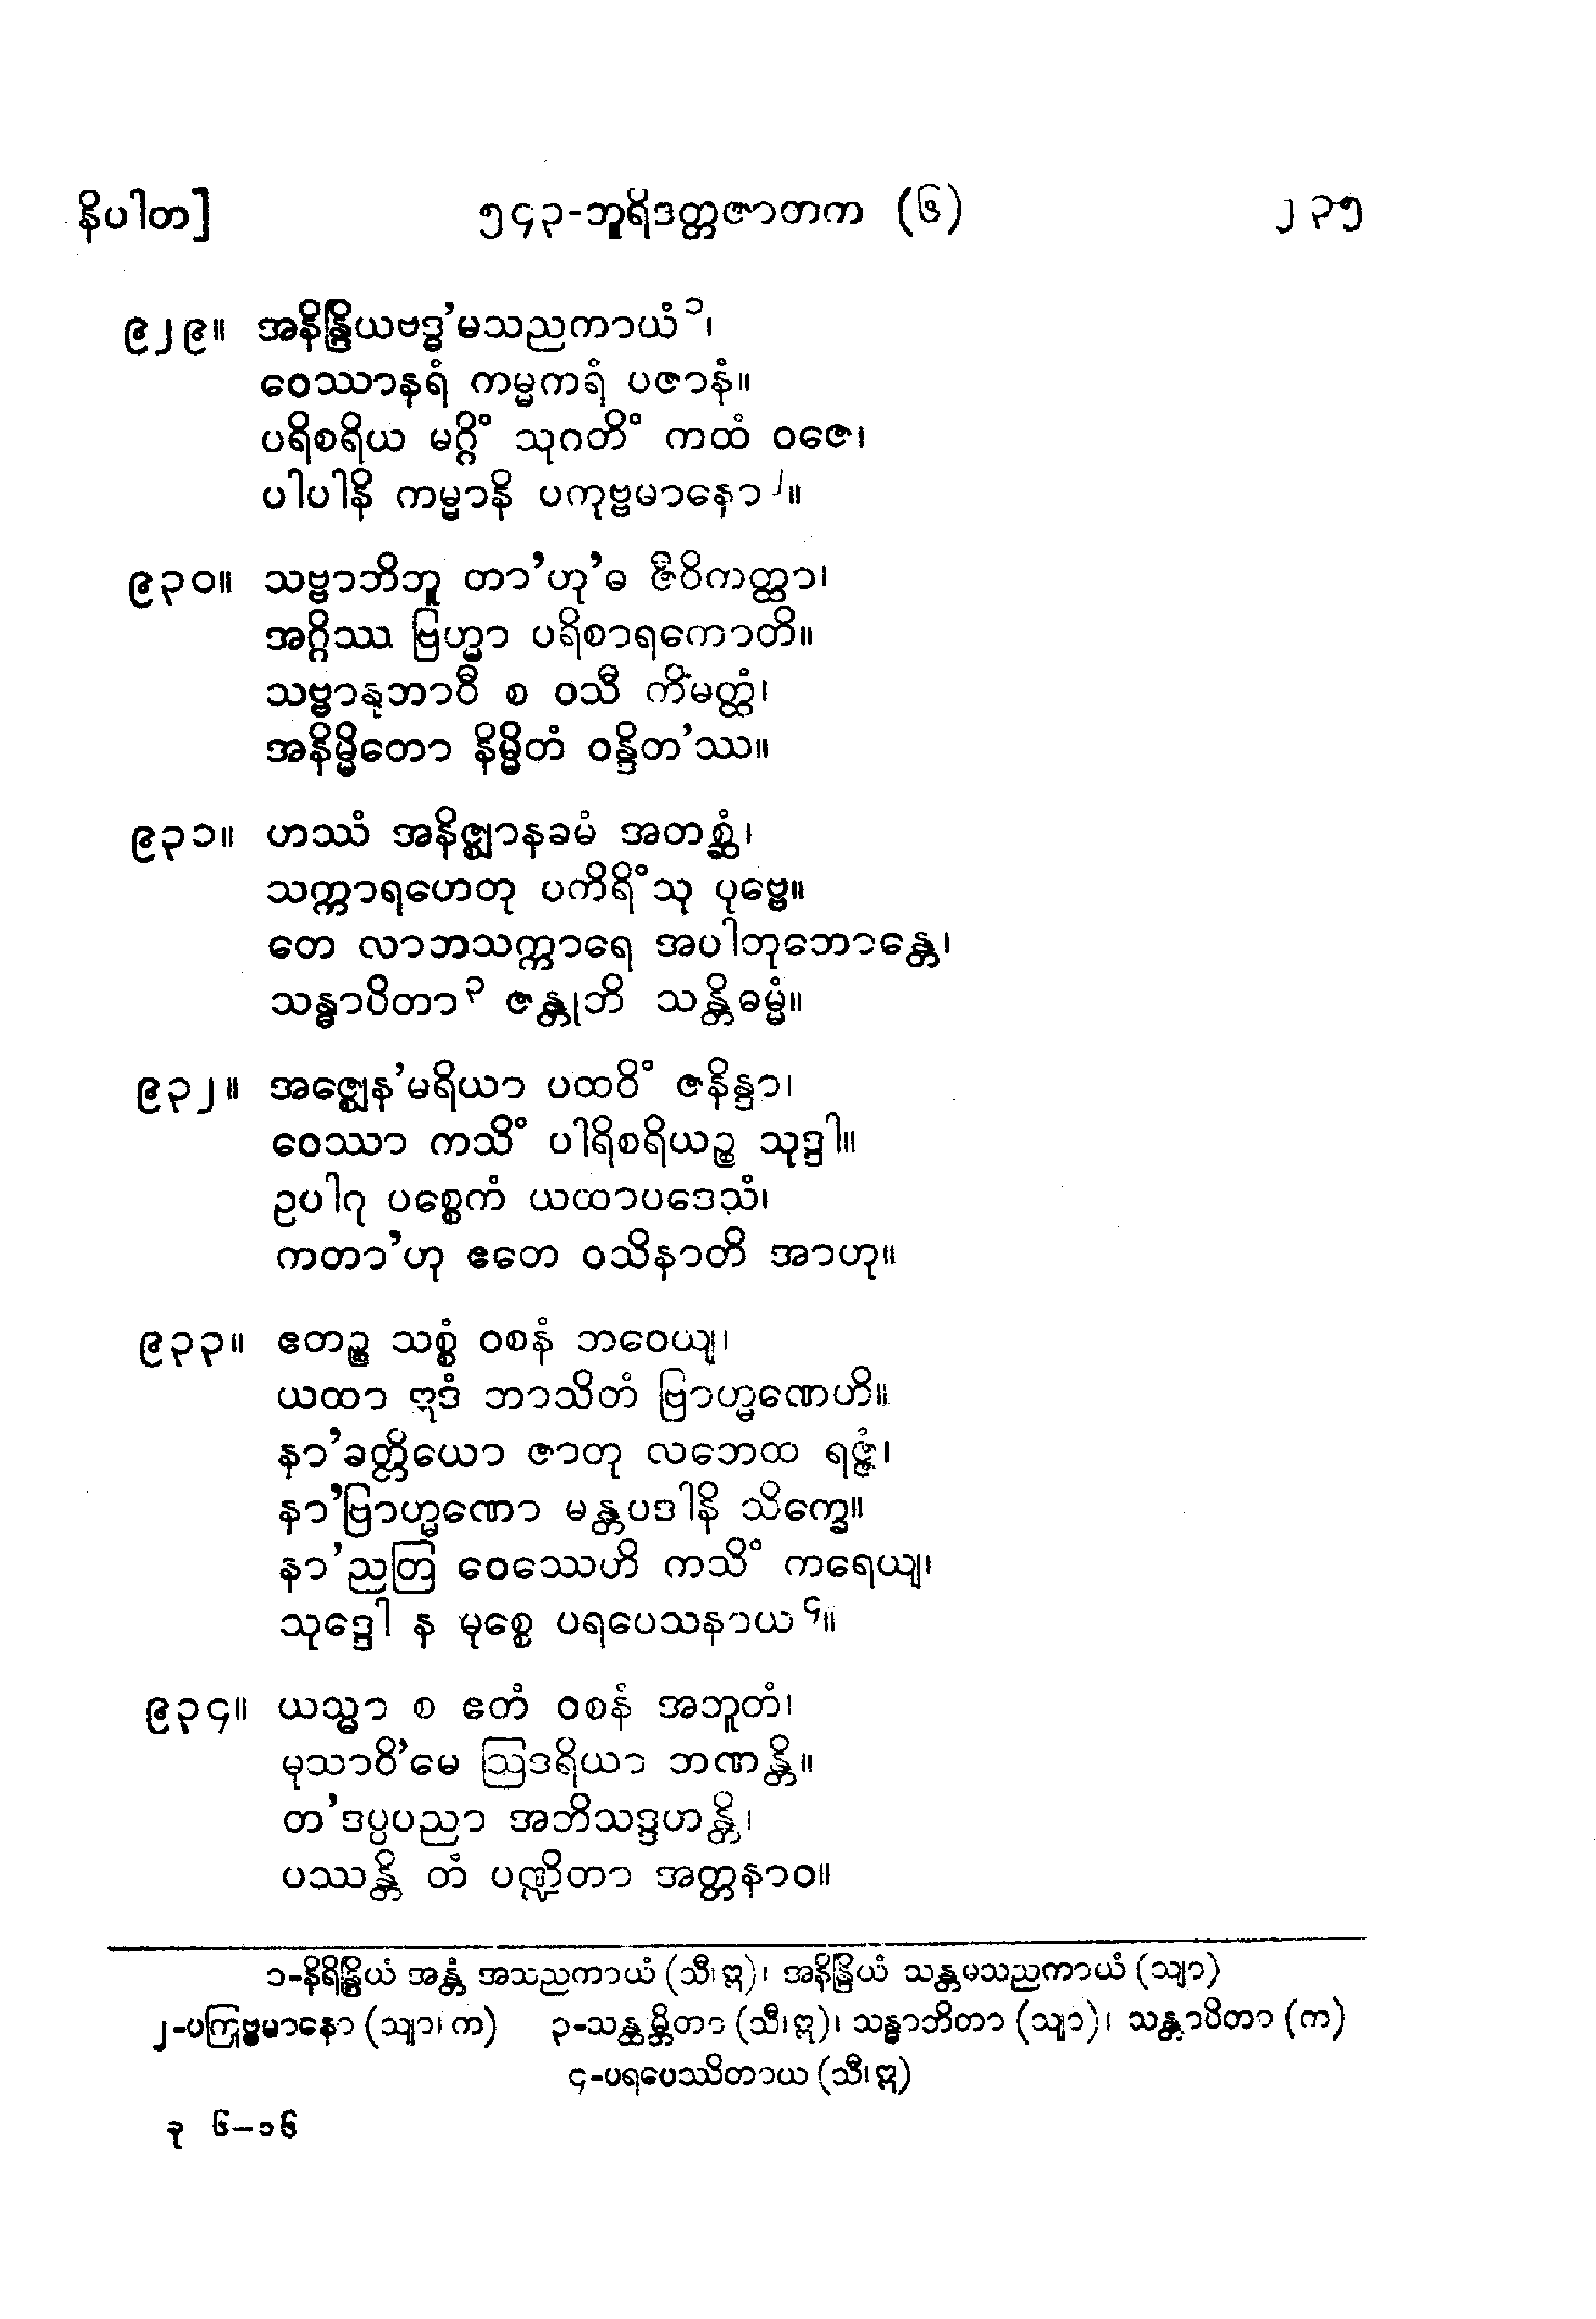 နိပါတ]		၅၄၃-ဘူရိဒတ္တဇာတက (၆)		၂၃၅
၉၂၉။ အနိန္ဒြိယဗဒ္ဓ’မသညကာယံ၁၊
ဝေဿာနရံ ကမ္မကရံ ပဇာနံ။
ပရိစရိယ မဂ္ဂိံ သုဂတိံ ကထံ ဝဇေ၊
ပါပါနိ ကမ္မာနိ ပကုဗ္ဗမာနော၂။
၉၃၀။ သဗ္ဗာဘိဘူ တာ’ဟု’ဓ ဇီဝိကတ္ထာ၊
အဂ္ဂိဿ ဗြဟ္မာ ပရိစာရကောတိ။
သဗ္ဗာနုဘာဝီ စ ဝသီ ကိံမတ္ထံ၊
အနိမ္မိတော နိမ္မိတံ ဝန္ဒိတ’ဿ။
၉၃၁။ ဟဿံ အနိဇ္ဈာနခမံ အတစ္ဆံ၊
သက္ကာရဟေတု ပကိရိံသု ပုဗ္ဗေ။
တေ လာဘသက္ကာရေ အပါတုဘောန္တေ၊
သန္ဓာပိတာ၃ ဇန္တုဘိ သန္တိဓမ္မံ။
၉၃၂။ အဇ္ဈေန’မရိယာ ပထဝိံ ဇနိန္ဒာ၊
ဝေဿာ ကသိံ ပါရိစရိယဉ္စ သုဒ္ဒါ။
ဥပါဂု ပစ္စေကံ ယထာပဒေသံ၊
ကတာ’ဟု ဧတေ ဝသိနာတိ အာဟု။
၉၃၃။ ဧတဉ္စ သစ္စံ ဝစနံ ဘဝေယျ၊
ယထာ ဣဒံ ဘာသိတံ ဗြာဟ္မဏေဟိ။
နာ’ခတ္တိယော ဇာတု လဘေထ ရဇ္ဇံ၊
နာ’ဗြာဟ္မဏော မန္တပဒါနိ သိက္ခေ။
နာ’ညတြ ဝေဿေဟိ ကသိံ ကရေယျ၊
သုဒ္ဒေါ န မုစ္စေ ပရပေသနာယ၄။
၉၃၄။ ယသ္မာ စ ဧတံ ဝစနံ အဘူတံ၊
မုသာဝိ’မေ ဩဒရိယာ ဘဏန္တိ။
တ’ဒပ္ပပညာ အဘိသဒ္ဒဟန္တိ၊
ပဿန္တိ တံ ပဏ္ဍိတာ အတ္တနာဝ။
၁-နိရိန္ဒြိယံ အန္တံ အသညကာယံ (သီ၊ ဣ)၊ အနိန္ဒြိယံ သန္တမသညကာယံ (သျာ)
၂-ပကြုဗ္ဗမာနော (သျာ၊ က) ၃-သန္ထမ္ဘိတာ (သီ၊ ဣ)၊ သန္ဓာဘိတာ (သျာ)၊ သန္တာပိတာ (က)
၄-ပရပေဿိတာယ (သီ၊ ဣ)
ခု ၆−၁၆